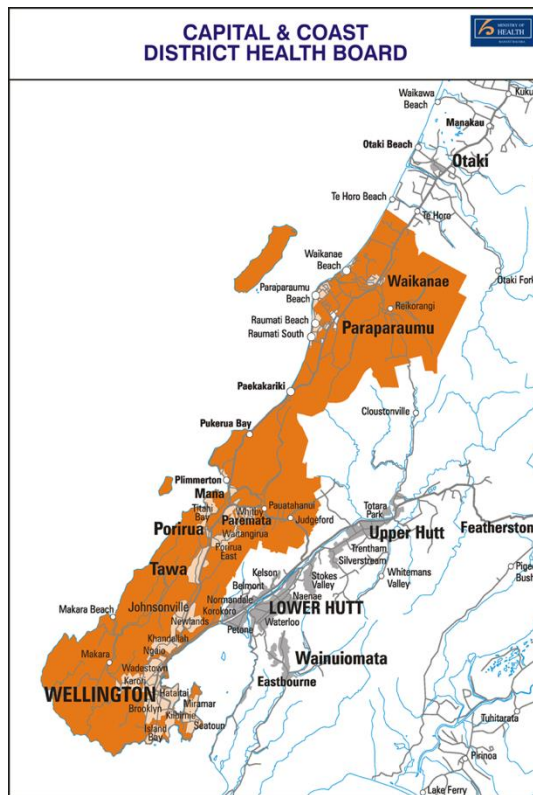 CAPITAL & COAST
DISTRICT HEALTH BOARD
MINISTRY OF
HEALTH
Waikawa
Beach
Kuku
Manakau
Otaki Beach
Otaki
Te Horo Beach
Te Horo
Waikanae
Beach
Waikanae
Otaki Fork
Paraparaumu
Beach
Reikorangi
Raumati Beach
Paraparaumu
Raumati South
Paekakariki
Cloustonville
Pukerua Bay
Plimmerton
Mana
Titahi
Bay
Whitby
Pauatahanui
Totara
Park
Paremata
Judgeford
Porirua
Waitangirua
Upper Hutt
Featherston
Porirua
East
Trentham
Silverstream
Tawa
Kelson
Stokes
Valley
Whitemans
Valley
Pige
Bush
Belmont
Naenae
Makara Beach
Johnsonville
Normandale
LOWER HUTT
Korokoro
Newlands
Waterloo
Petone
Khandallah
Ngaio
Makara
Wainuiomata
Wadestown
Karori
Eastbourne
WELLINGTON
Hataitai
Brooklyn
Miramar
Kilbirnie
Seatoun
Island
Bay
Tuhitarata
Pirinoa
Lake Ferry